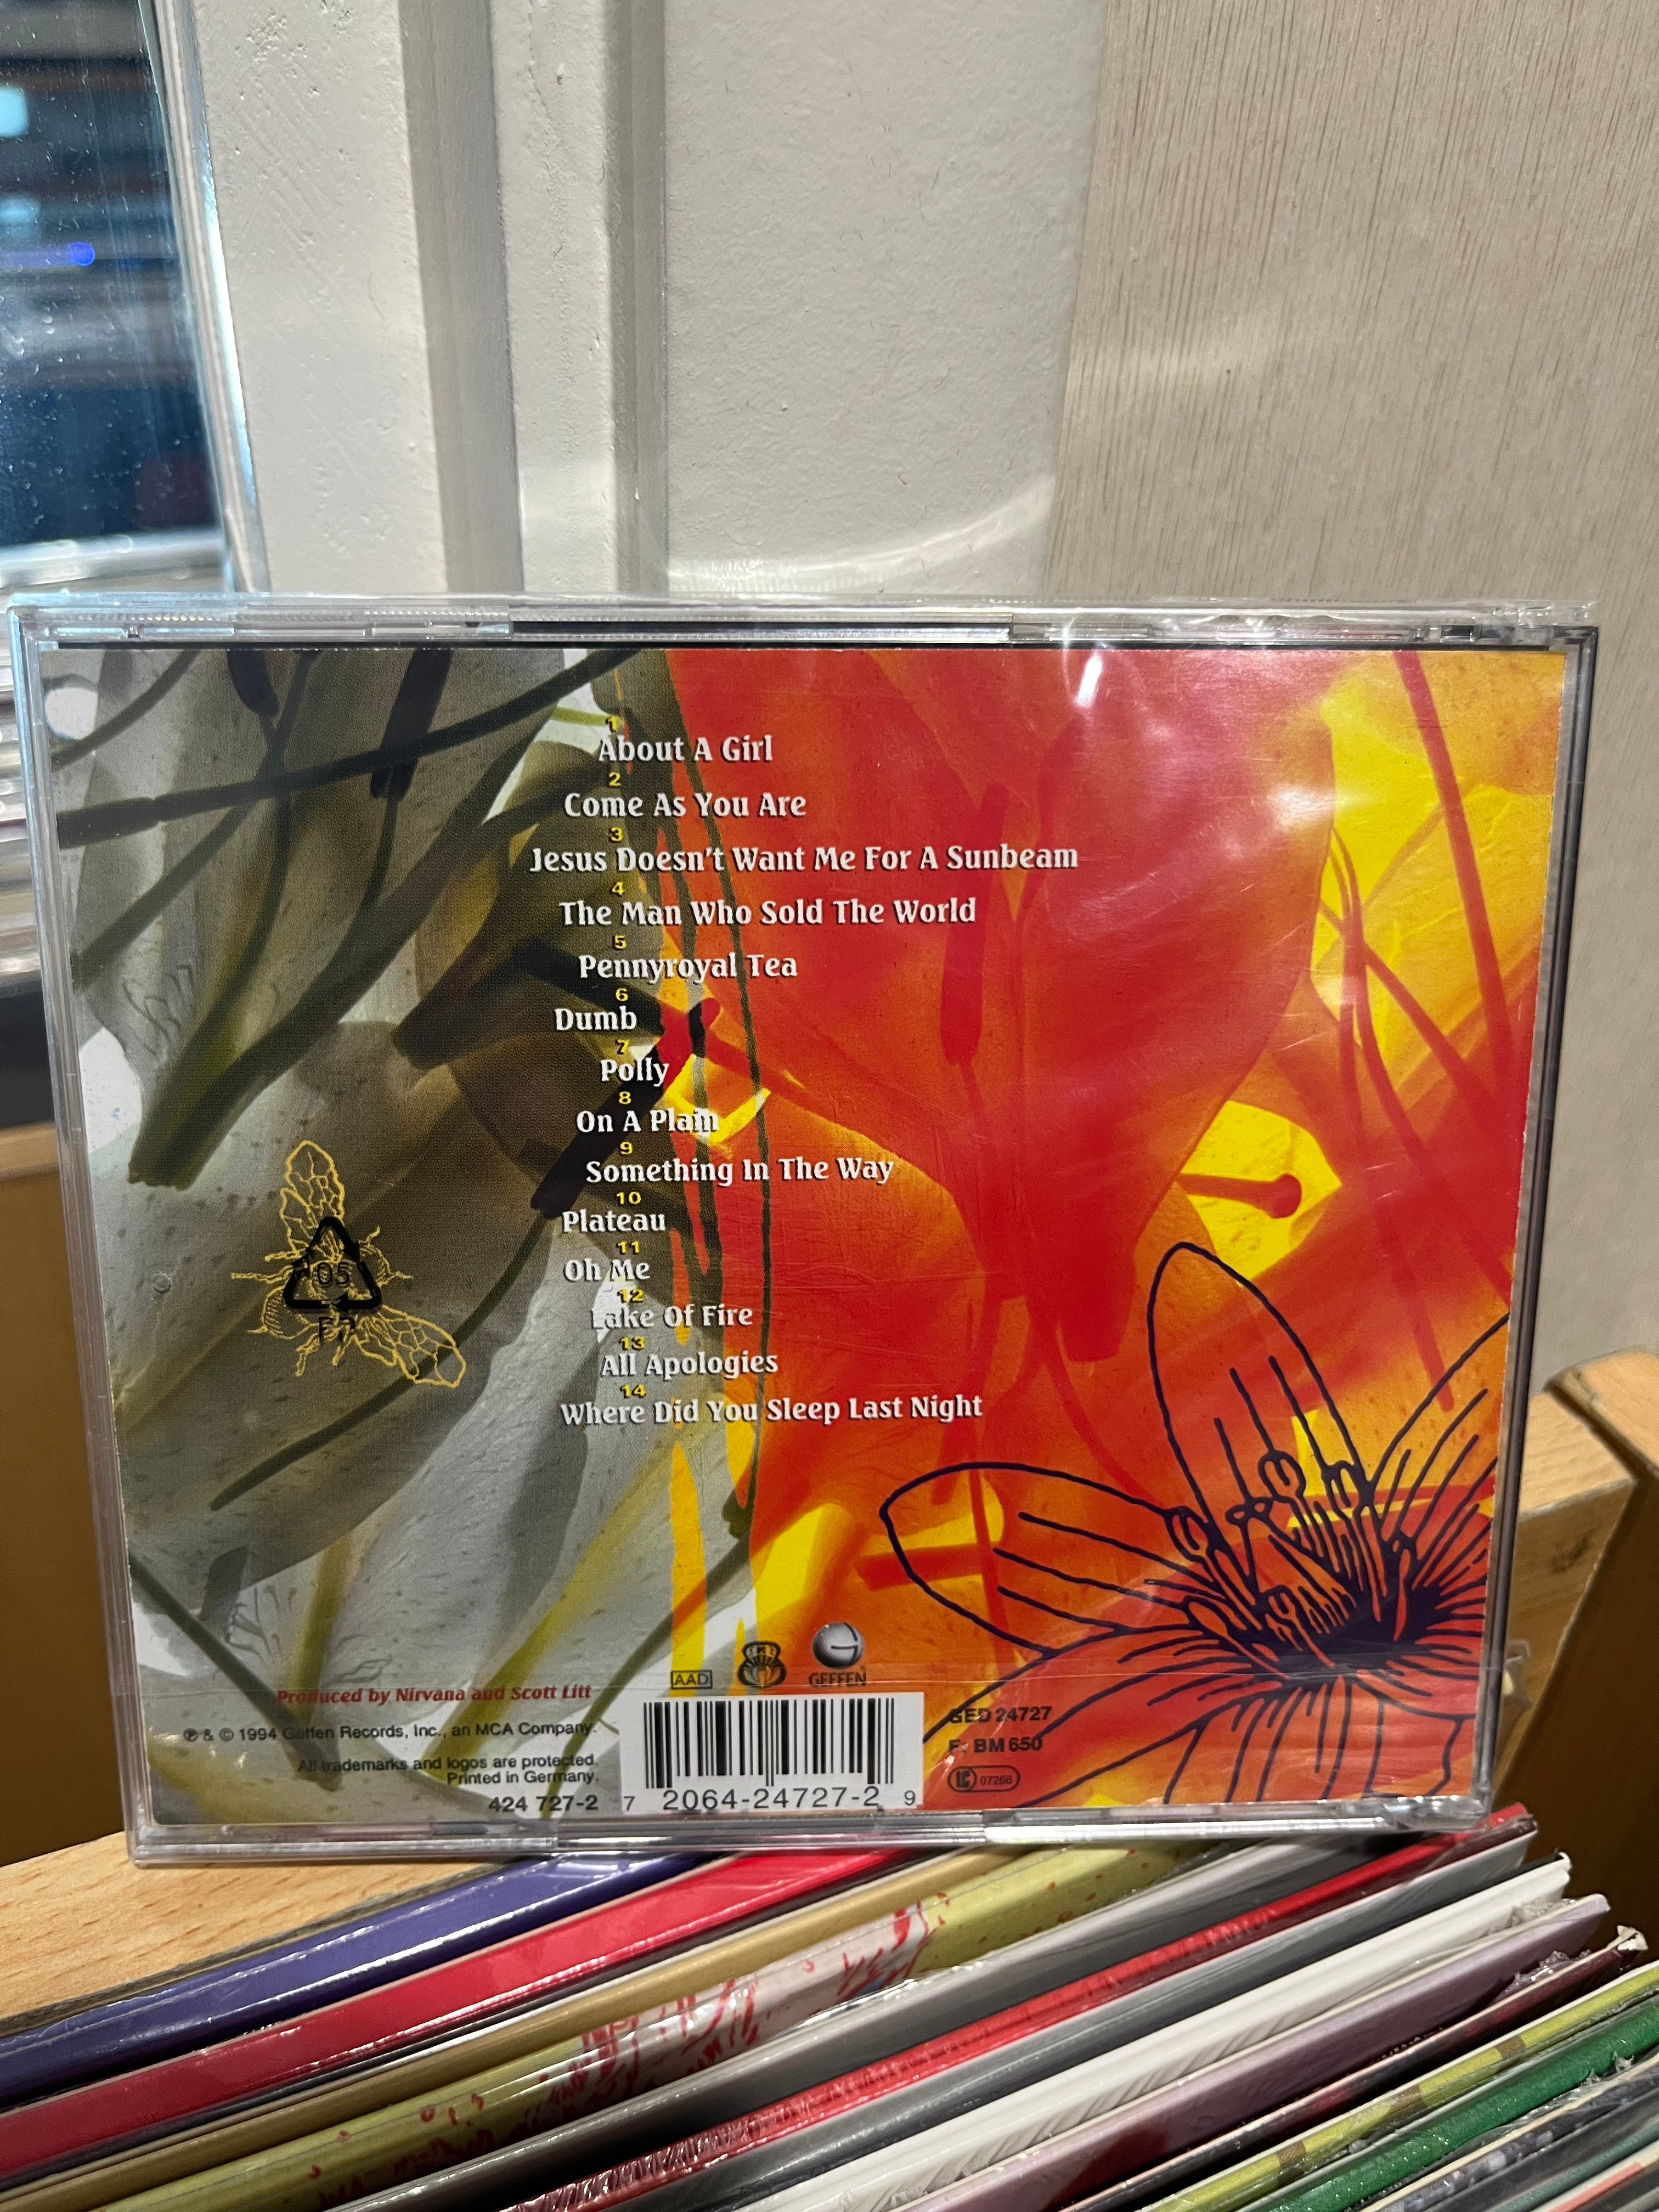 1
About A Girl
2
Come As You Are
3
Jesus Doesn't Want Me For A Sunbeam
4
The Man Who Sold The World
5
Pennyroyal Tea
6
Dumb
7
Polly
8
On A Plain
9
Something In The Way
10
Plateau
11
Oh Me
12
Lake Of Fire
13
All Apologies
14
Where Did You Sleep Last Night
05
AAD
GEFFEN
Produced by Nirvana and Scott Litt
℗ & © 1994 Geffen Records, Inc., an MCA Company.
All trademarks and logos are protected.
Printed in Germany.
424 727-2
7 2064-24727-2 9
GED 24727
F: BM 650
LC 07266